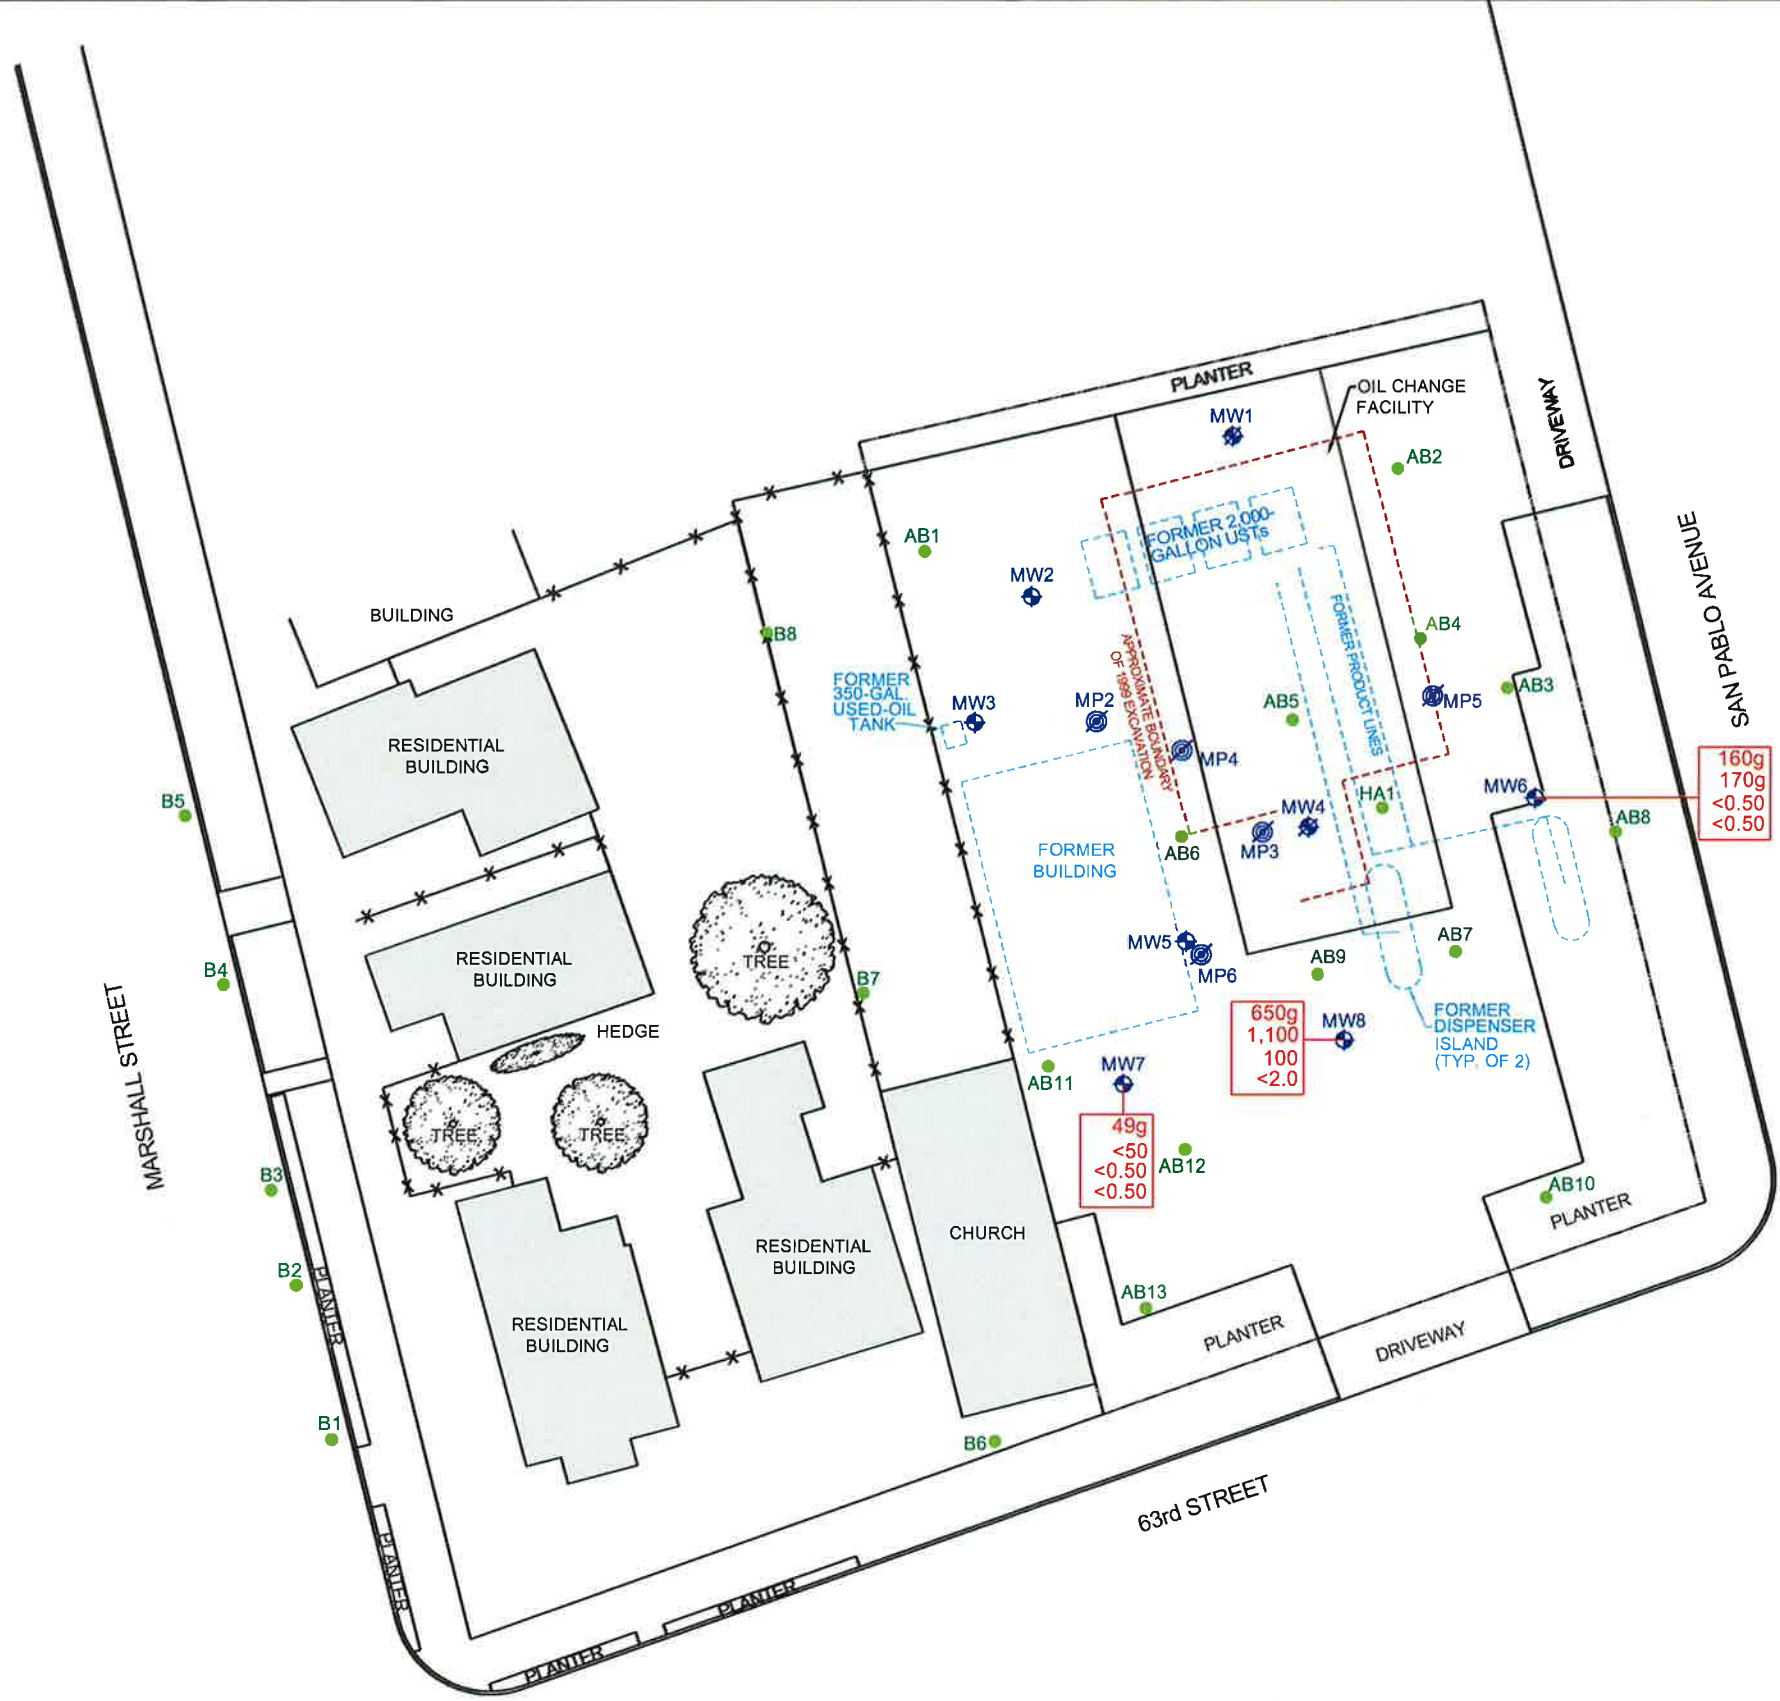 PLANTER
OIL CHANGE
FACILITY
DRIVEWAY
MW1
AB2
AB1
FORMER 2,000-
GALLON USTs
MW2
SAN PABLO AVENUE
BUILDING
B8
AB4
FORMER PRODUCT LINES
APPROXIMATE BOUNDARY
OF 1999 EXCAVATION
FORMER
350-GAL.
USED-OIL
TANK
MW3
MP2
AB5
MP5
AB3
RESIDENTIAL
BUILDING
MP4
160g
170g
<0.50
<0.50
MW6
B5
HA1
MW4
AB8
FORMER
BUILDING
AB6
MP3
RESIDENTIAL
BUILDING
TREE
B4
B7
MW5
MP6
AB9
AB7
MARSHALL STREET
HEDGE
650g
1,100
100
<2.0
MW8
FORMER
DISPENSER
ISLAND
(TYP. OF 2)
AB11
MW7
49g
<50
<0.50
<0.50
AB12
TREE
TREE
B3
AB10
PLANTER
CHURCH
RESIDENTIAL
BUILDING
B2
PLANTER
AB13
RESIDENTIAL
BUILDING
PLANTER
DRIVEWAY
B1
B6
63rd STREET
PLANTER
PLANTER
PLANTER